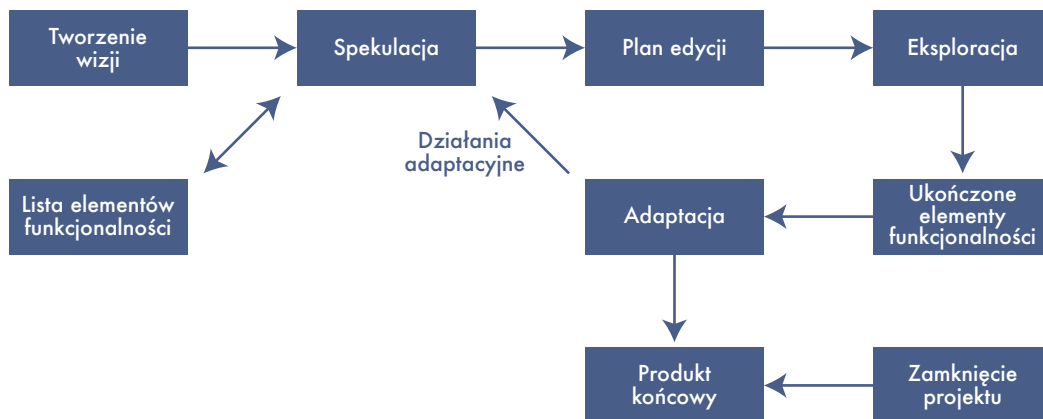 Tworzenie
wizji
Spekulacja
Plan edycji
Eksploracja
Działania
adaptacyjne
Lista elementów
funkcjonalności
Adaptacja
Ukończone
elementy
funkcjonalności
Produkt
końcowy
Zamknięcie
projektu